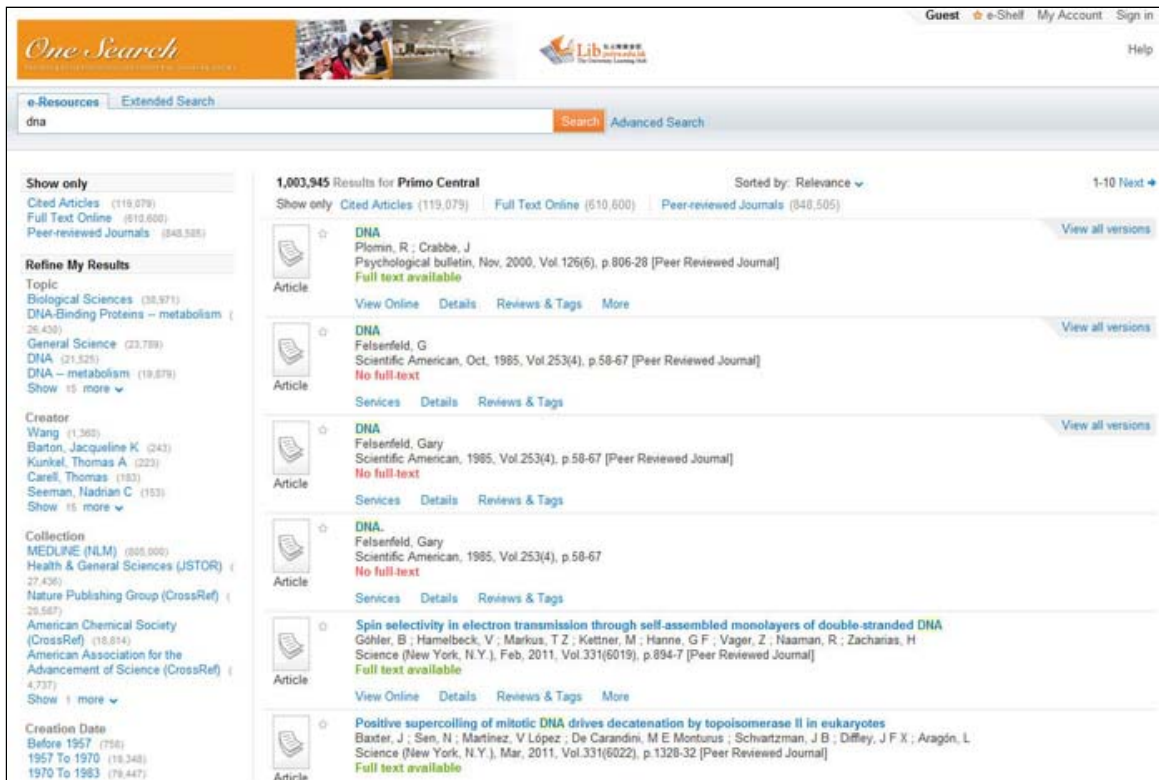 Guest e-Shelf My Account Sign in
One Search
Lib
The University Learning Hub
Help
e-Resources Extended Search
dna Search Advanced Search
Show only
Cited Articles (119,079)
Full Text Online (610,600)
Peer-reviewed Journals (848,505)
Refine My Results
Topic
Biological Sciences (38,971)
DNA-Binding Proteins -- metabolism (
26,430)
General Science (23,789)
DNA (21,525)
DNA -- metabolism (19,879)
Show 15 more
Creator
Wang (1,360)
Barton, Jacqueline K (243)
Kunkel, Thomas A (223)
Carell, Thomas (183)
Seeman, Nadrian C (153)
Show 15 more
Collection
MEDLINE (NLM) (805,000)
Health & General Sciences (JSTOR) (
27,436)
Nature Publishing Group (CrossRef) (
American Chemical Society
(CrossRef) (18,814)
American Association for the
Advancement of Science (CrossRef) (
4,737)
Show 1 more
Creation Date
Before 1957 (756)
1957 To 1970 (19,348)
1970 To 1983 (79,447)
1,003,945 Results for Primo Central Sorted by: Relevance 1-10 Next
Show only Cited Articles (119,079) Full Text Online (610,600) Peer-reviewed Journals (848,505)
DNA View all versions
Plomin, R ; Crabbe, J
Psychological bulletin, Nov, 2000, Vol.126(6), p.806-28 [Peer Reviewed Journal]
Full text available
Article
View Online Details Reviews & Tags More
DNA View all versions
Felsenfeld, G
Scientific American, Oct, 1985, Vol.253(4), p.58-67 [Peer Reviewed Journal]
No full-text
Article
Services Details Reviews & Tags
DNA View all versions
Felsenfeld, Gary
Scientific American, 1985, Vol.253(4), p.58-67 [Peer Reviewed Journal]
No full-text
Article
Services Details Reviews & Tags
DNA.
Felsenfeld, Gary
Scientific American, 1985, Vol.253(4), p.58-67
No full-text
Article
Services Details Reviews & Tags
Spin selectivity in electron transmission through self-assembled monolayers of double-stranded DNA
Göhler, B ; Hamelbeck, V ; Markus, T Z ; Kettner, M ; Hanne, G F ; Vager, Z ; Naaman, R ; Zacharias, H
Science (New York, N.Y.), Feb, 2011, Vol.331(6019), p.894-7 [Peer Reviewed Journal]
Full text available
Article
View Online Details Reviews & Tags More
Positive supercoiling of mitotic DNA drives decatenation by topoisomerase II in eukaryotes
Baxter, J ; Sen, N ; Martínez, V López ; De Carandini, M E Monturus ; Schvartzman, J B ; Diffley, J F X ; Aragón, L
Science (New York, N.Y.), Mar, 2011, Vol.331(6022), p.1328-32 [Peer Reviewed Journal]
Full text available
Article